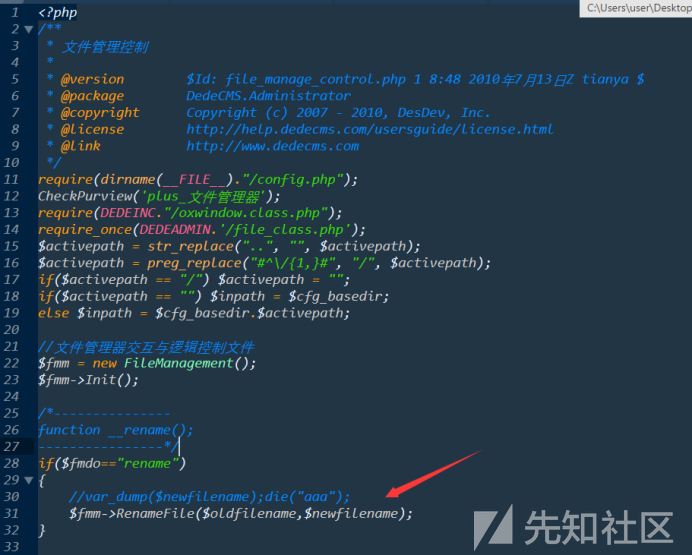 C:\Users\user\Desktop
1 <?php
2 /**
3 * 文件管理控制
4 *
5 * @version $Id: file_manage_control.php 1 8:48 2010年7月13日Z tianya $
6 * @package DedeCMS.Administrator
7 * @copyright Copyright (c) 2007 - 2010, DesDev, Inc.
8 * @license http://help.dedecms.com/usersguide/license.html
9 * @link http://www.dedecms.com
10 */
11 require(dirname(__FILE__)."/config.php");
12 CheckPurview('plus_文件管理器');
13 require(DEDEINC."/oxwindow.class.php");
14 require_once(DEDEADMIN.'/file_class.php');
15 $activepath = str_replace("..", "", $activepath);
16 $activepath = preg_replace("#^\/{1,}#", "/", $activepath);
17 if($activepath == "/") $activepath = "";
18 if($activepath == "") $inpath = $cfg_basedir;
19 else $inpath = $cfg_basedir.$activepath;
20
21 //文件管理器交互与逻辑控制文件
22 $fmm = new FileManagement();
23 $fmm->Init();
24
25 /*---------------
26 function __rename();
27 ----------------*/
28 if($fmdo=="rename")
29 {
30 //var_dump($newfilename);die("aaa");
31 $fmm->RenameFile($oldfilename,$newfilename);
32 }
33
先知社区